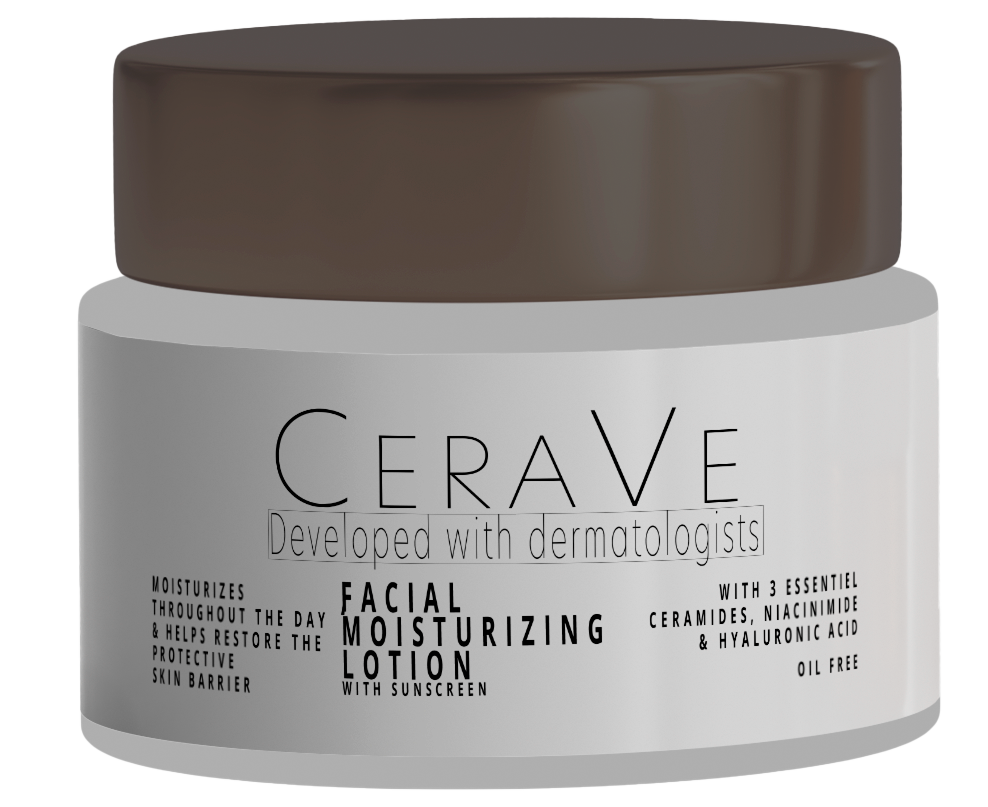 CERAVE
Developed with dermatologists
MOISTURIZES
THROUGHOUT THE DAY
& HELPS RESTORE THE
PROTECTIVE
SKIN BARRIER
FACIAL
MOISTURIZING
LOTION
WITH SUNSCREEN
WITH 3 ESSENTIEL
CERAMIDES, NIACINIMIDE
& HYALURONIC ACID
OIL FREE